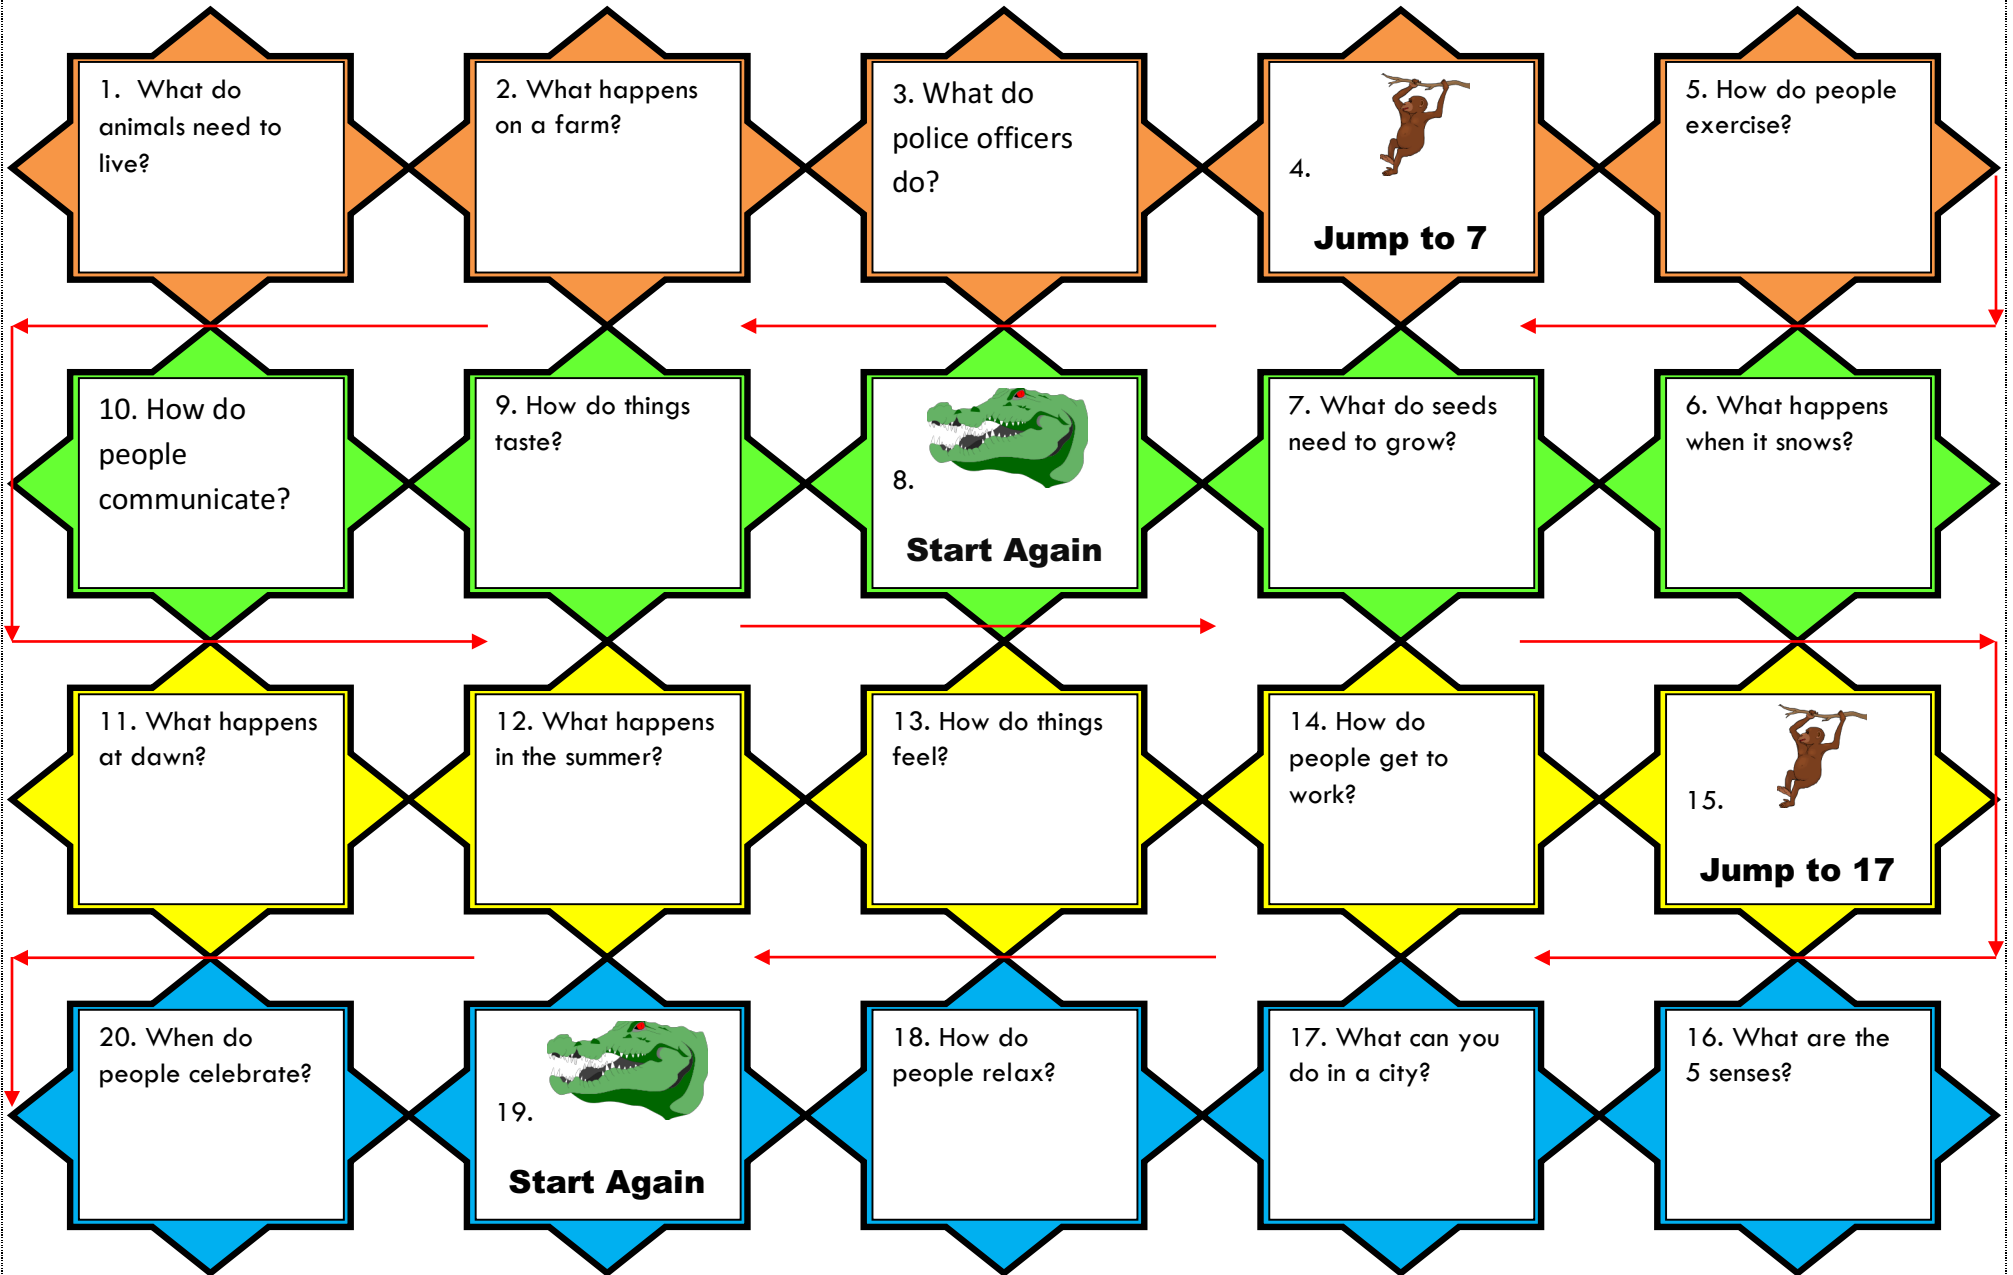 1. What do
animals need to
live?
2. What happens
on a farm?
3. What do
police officers
do?
4.
Jump to 7
5. How do people
exercise?
10. How do
people
communicate?
9. How do things
taste?
8.
Start Again
7. What do seeds
need to grow?
6. What happens
when it snows?
11. What happens
at dawn?
12. What happens
in the summer?
13. How do things
feel?
14. How do
people get to
work?
15.
Jump to 17
20. When do
people celebrate?
19.
Start Again
18. How do
people relax?
17. What can you
do in a city?
16. What are the
5 senses?